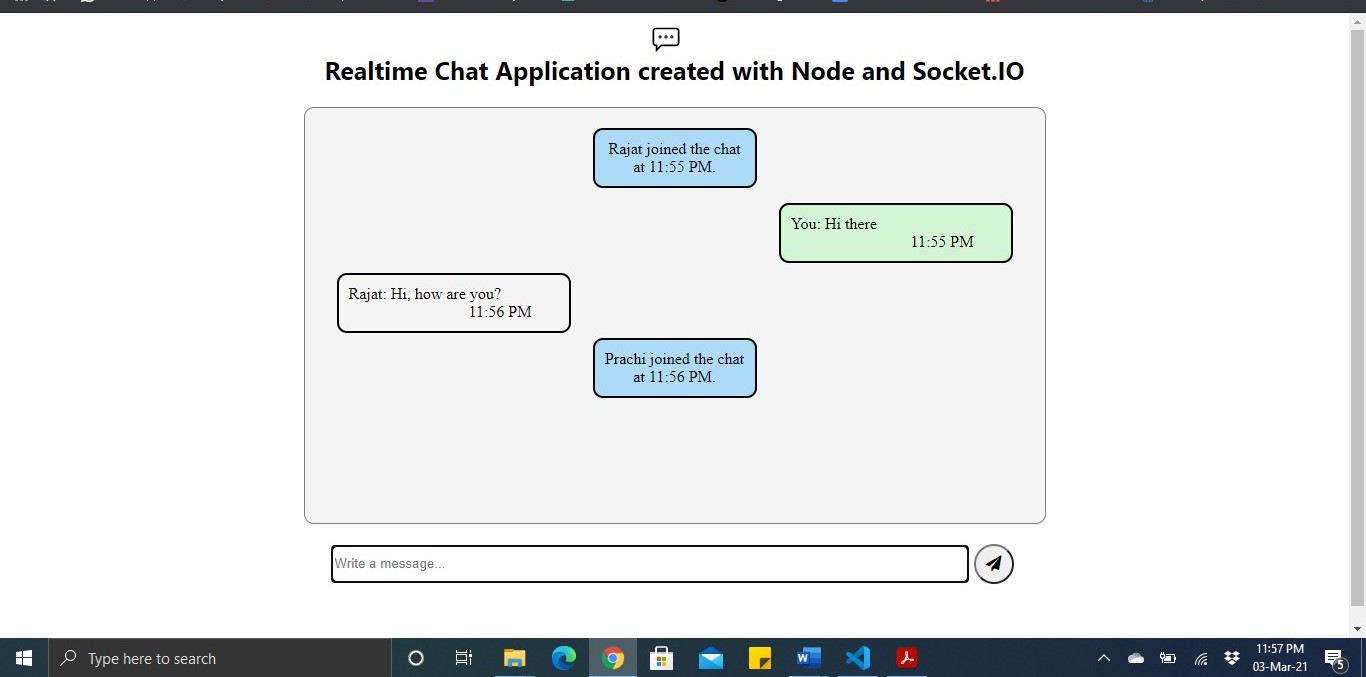 Realtime Chat Application created with Node and Socket.IO
Rajat joined the chat
at 11:55 PM.
You: Hi there
11:55 PM
Rajat: Hi, how are you?
11:56 PM
Prachi joined the chat
at 11:56 PM.
Write a message...
Type here to search
11:57 PM
03-Mar-21
5